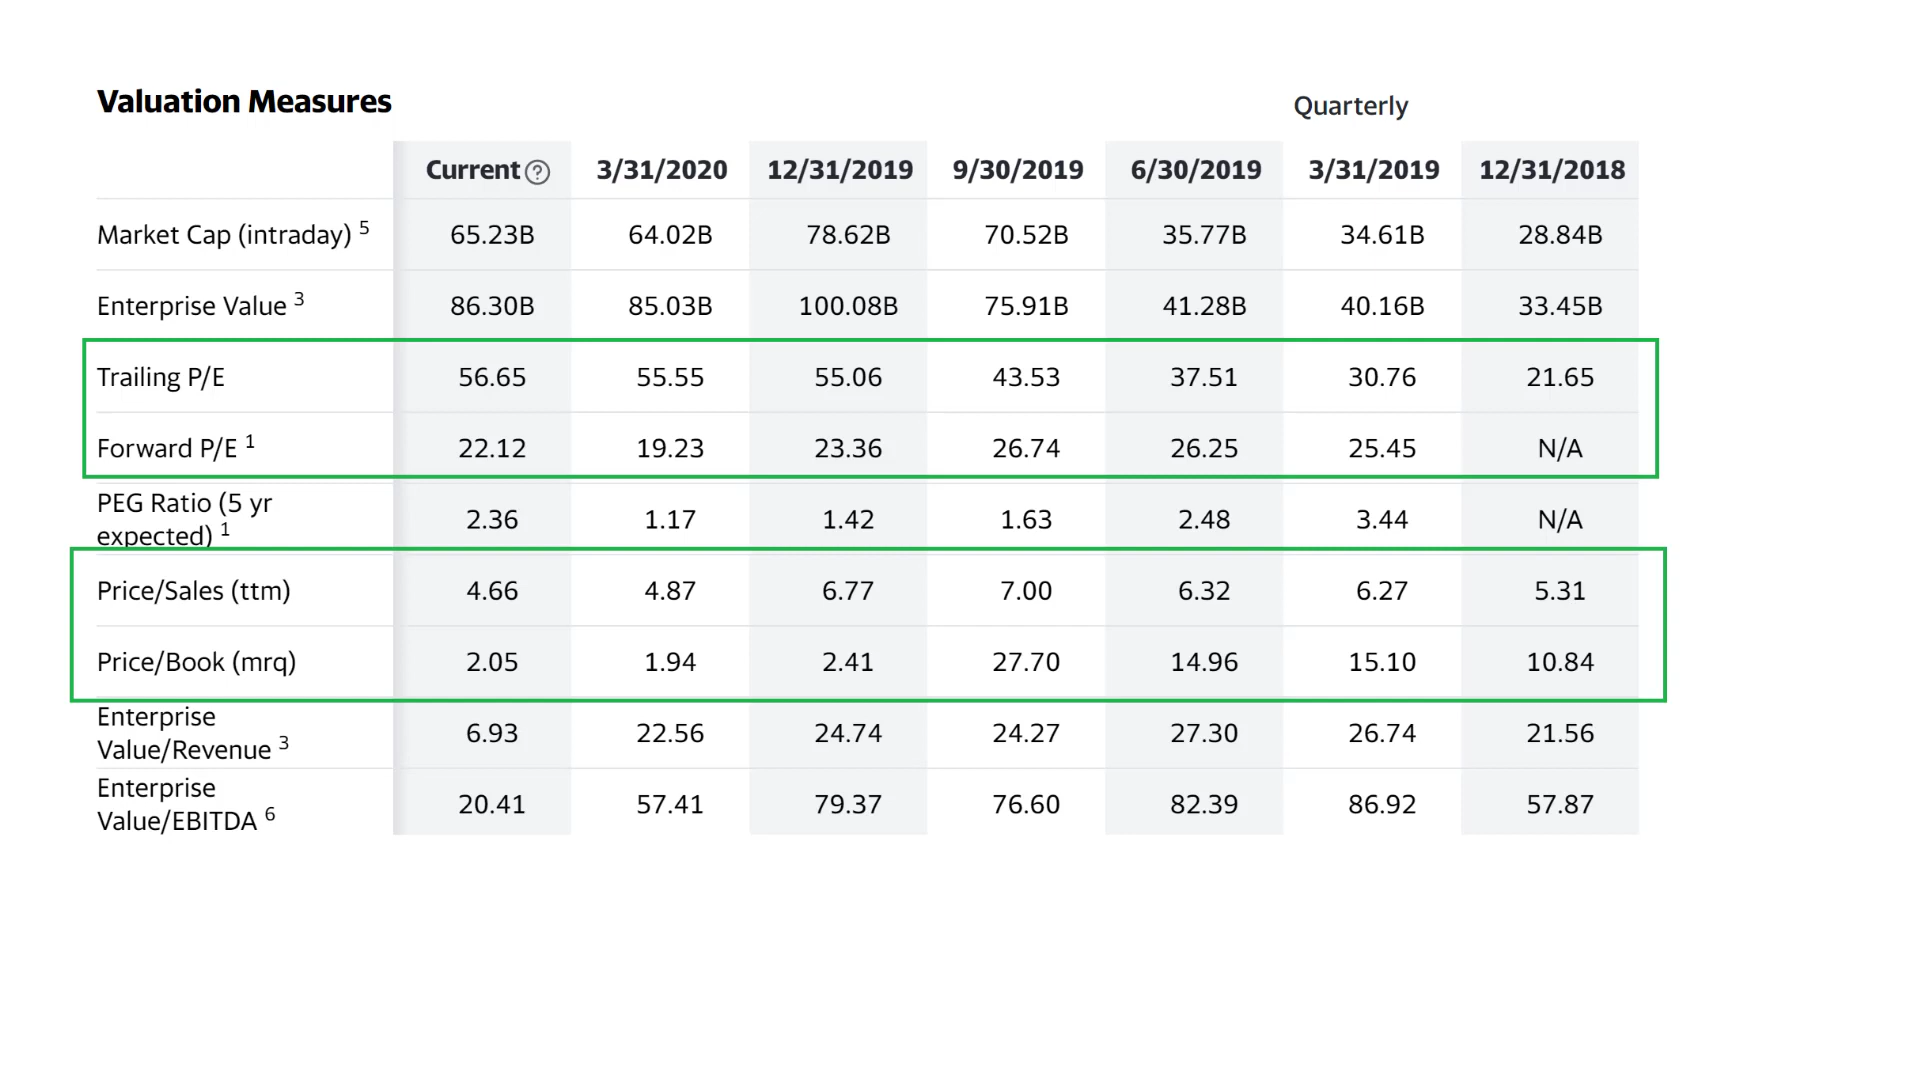 Valuation Measures
Quarterly
Current ? 3/31/2020 12/31/2019 9/30/2019 6/30/2019 3/31/2019 12/31/2018
Market Cap (intraday) 5 65.23B 64.02B 78.62B 70.52B 35.77B 34.61B 28.84B
Enterprise Value 3 86.30B 85.03B 100.08B 75.91B 41.28B 40.16B 33.45B
Trailing P/E 56.65 55.55 55.06 43.53 37.51 30.76 21.65
Forward P/E 1 22.12 19.23 23.36 26.74 26.25 25.45 N/A
PEG Ratio (5 yr
expected) 1 2.36 1.17 1.42 1.63 2.48 3.44 N/A
Price/Sales (ttm) 4.66 4.87 6.77 7.00 6.32 6.27 5.31
Price/Book (mrq) 2.05 1.94 2.41 27.70 14.96 15.10 10.84
Enterprise
Value/Revenue 3 6.93 22.56 24.74 24.27 27.30 26.74 21.56
Enterprise
Value/EBITDA 6 20.41 57.41 79.37 76.60 82.39 86.92 57.87